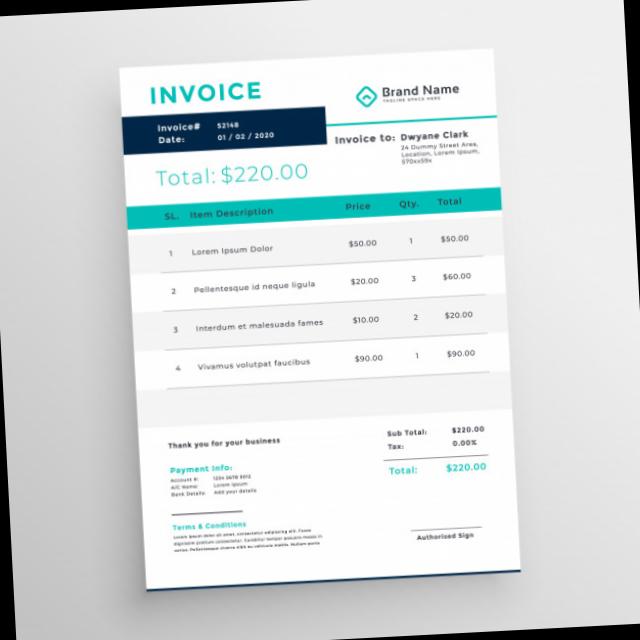 INVOICE
Brand Name
TAGLINE SPACE HERE
Invoice# 52148
Date: 01 / 02 / 2020
Invoice to: Dwyane Clark
24 Dummy Street Area,
Location, Lorem Ipsum,
570xx59x
Total: $220.00
SL. Item Description Price Qty. Total
1 Lorem Ipsum Dolor $50.00 1 $50.00
2 Pellentesque id neque ligula $20.00 3 $60.00
3 Interdum et malesuada fames $10.00 2 $20.00
4 Vivamus volutpat faucibus $90.00 1 $90.00
Thank you for your business
Sub Total: $220.00
Tax: 0.00%
Total: $220.00
Payment Info:
Account #: 1234 5678 9012
A/C Name: Lorem Ipsum
Bank Details: Add your details
Terms & Conditions
Lorem ipsum dolor sit amet, consectetur adipiscing elit. Fusce
dignissim pretium consectetur. Curabitur tempor posuere massa in
varius. Pellentesque viverra nibh eu vehicula mattis. Nullam porta
Authorized Sign